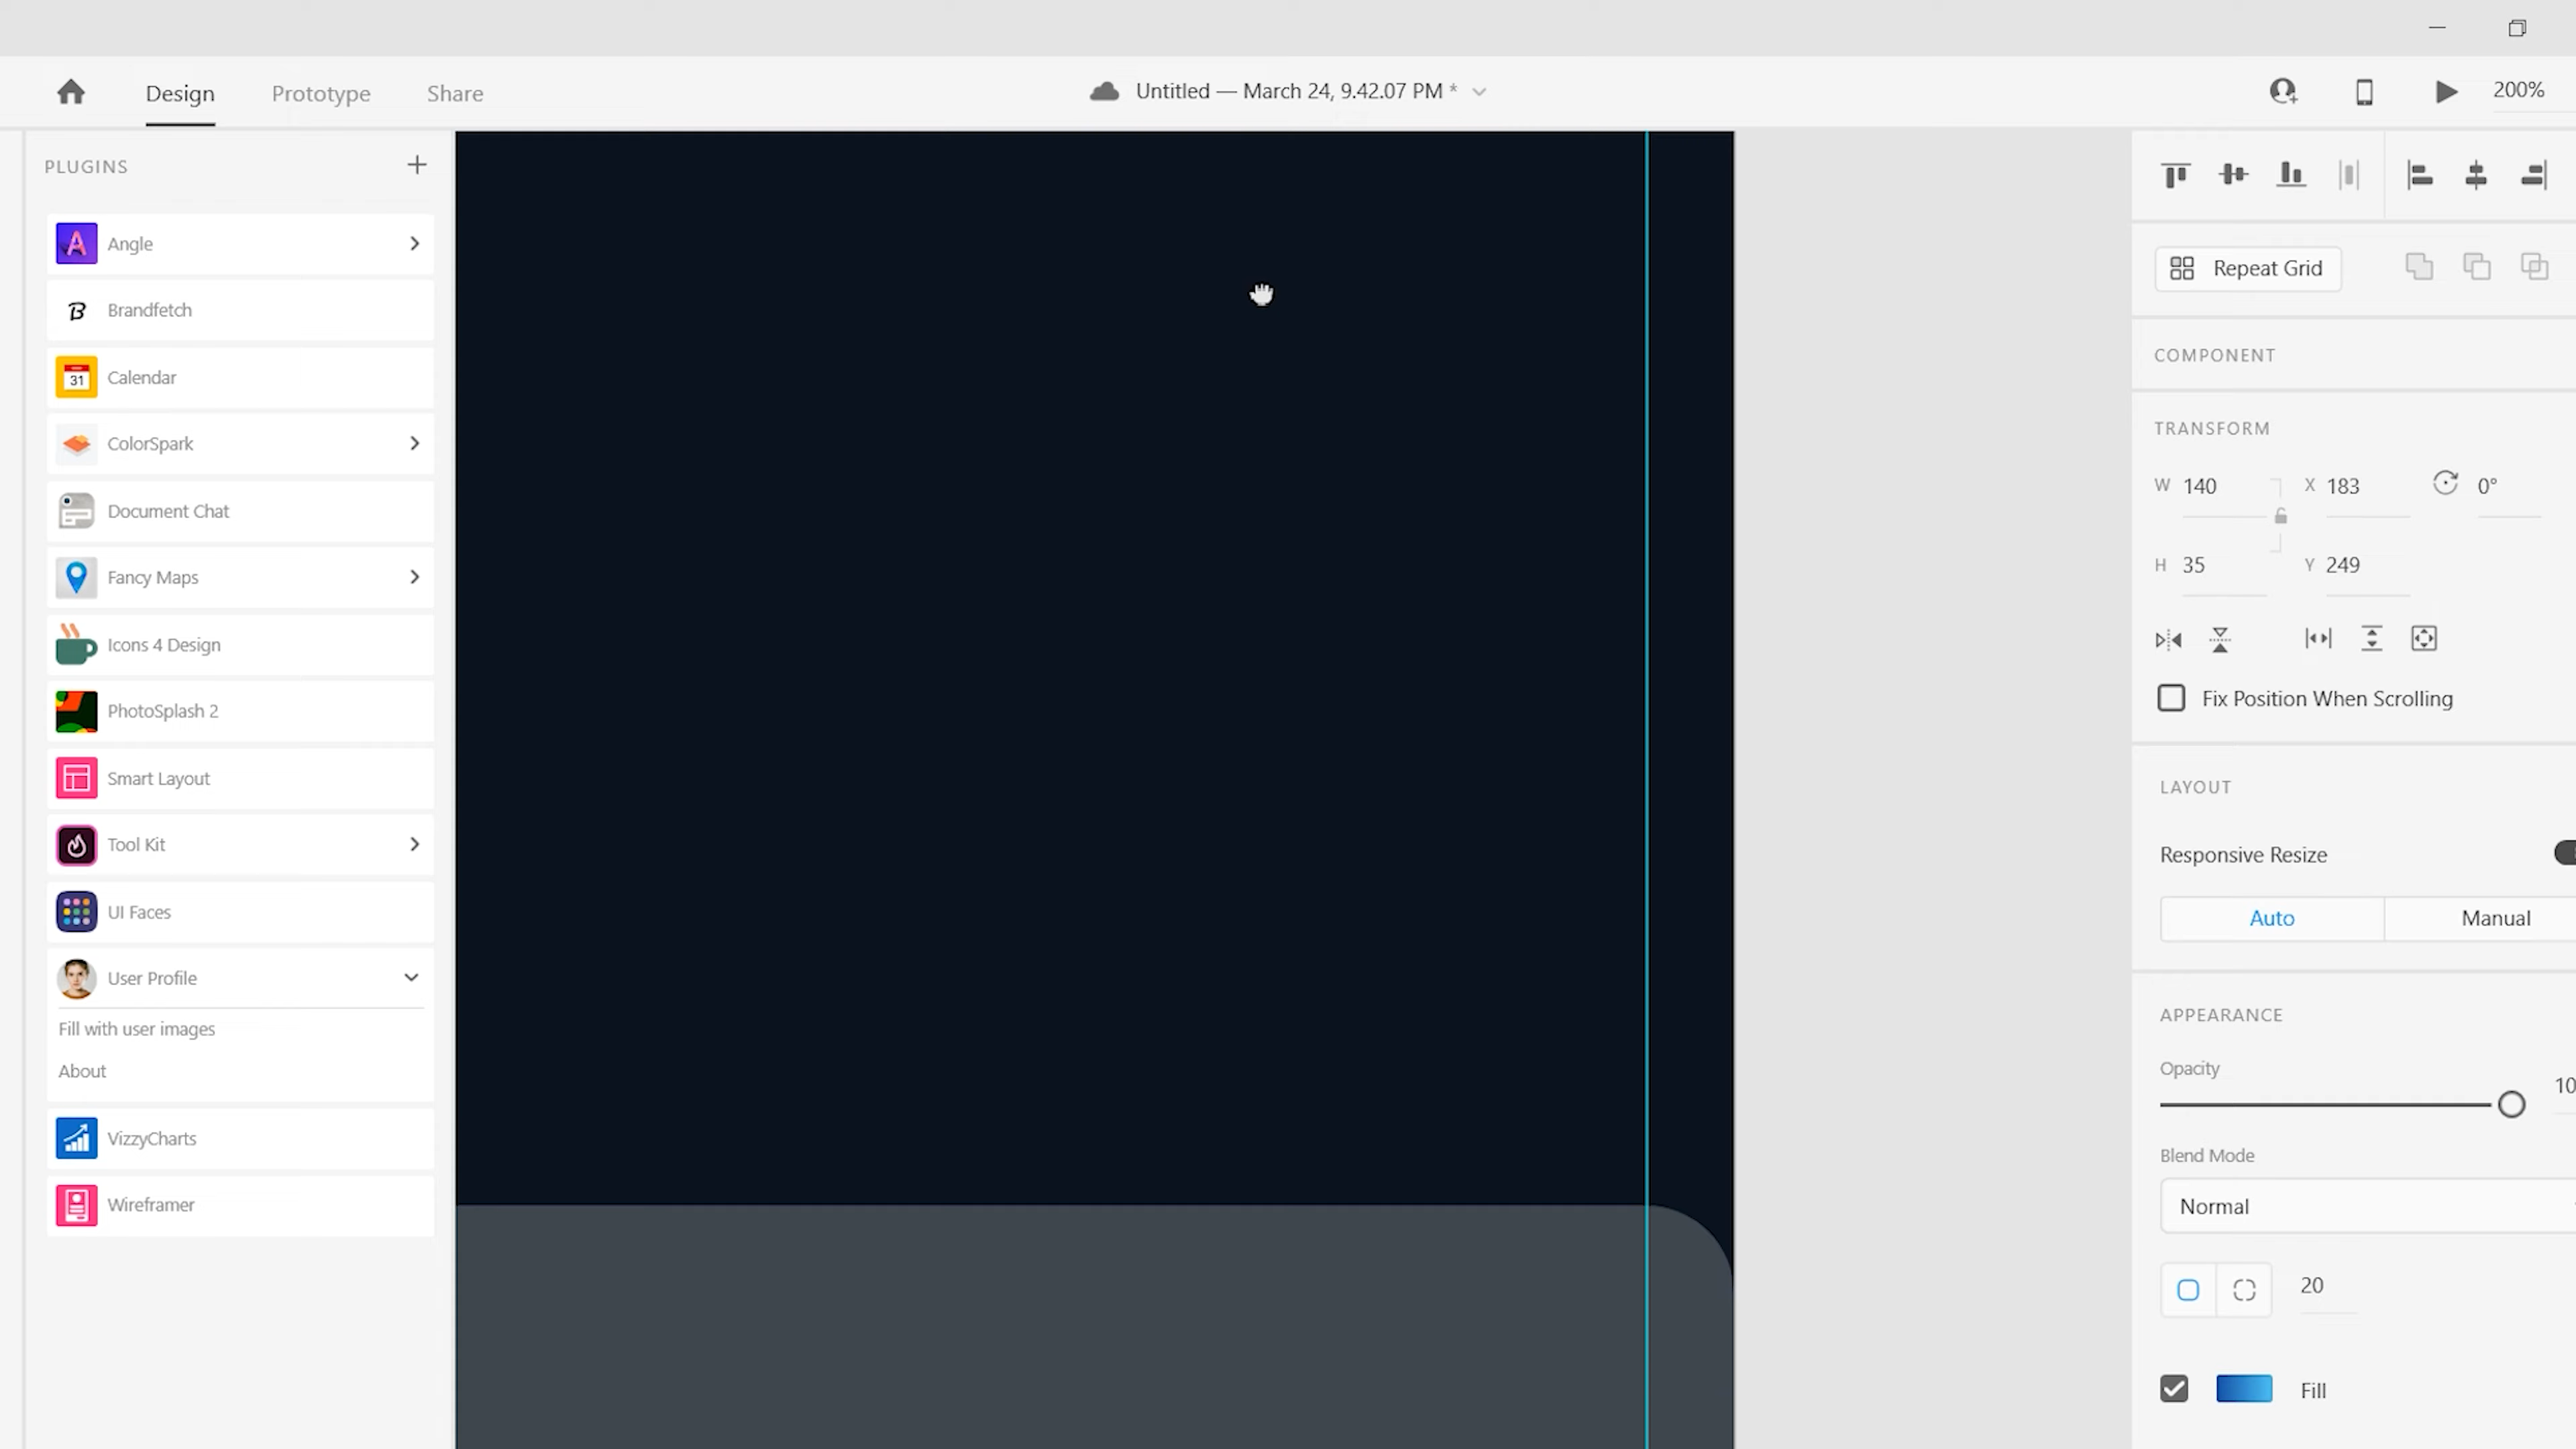 Design Prototype Share
Untitled — March 24, 9.42.07 PM *
200%
PLUGINS
Angle
Brandfetch
31
Calendar
ColorSpark
Document Chat
Fancy Maps
Icons 4 Design
PhotoSplash 2
Smart Layout
Tool Kit
UI Faces
User Profile
Fill with user images
About
VizzyCharts
Wireframer
Repeat Grid
COMPONENT
TRANSFORM
W 140 X 183 0°
H 35 Y 249
Fix Position When Scrolling
LAYOUT
Responsive Resize
Auto Manual
APPEARANCE
Opacity
10
Blend Mode
Normal
20
Fill